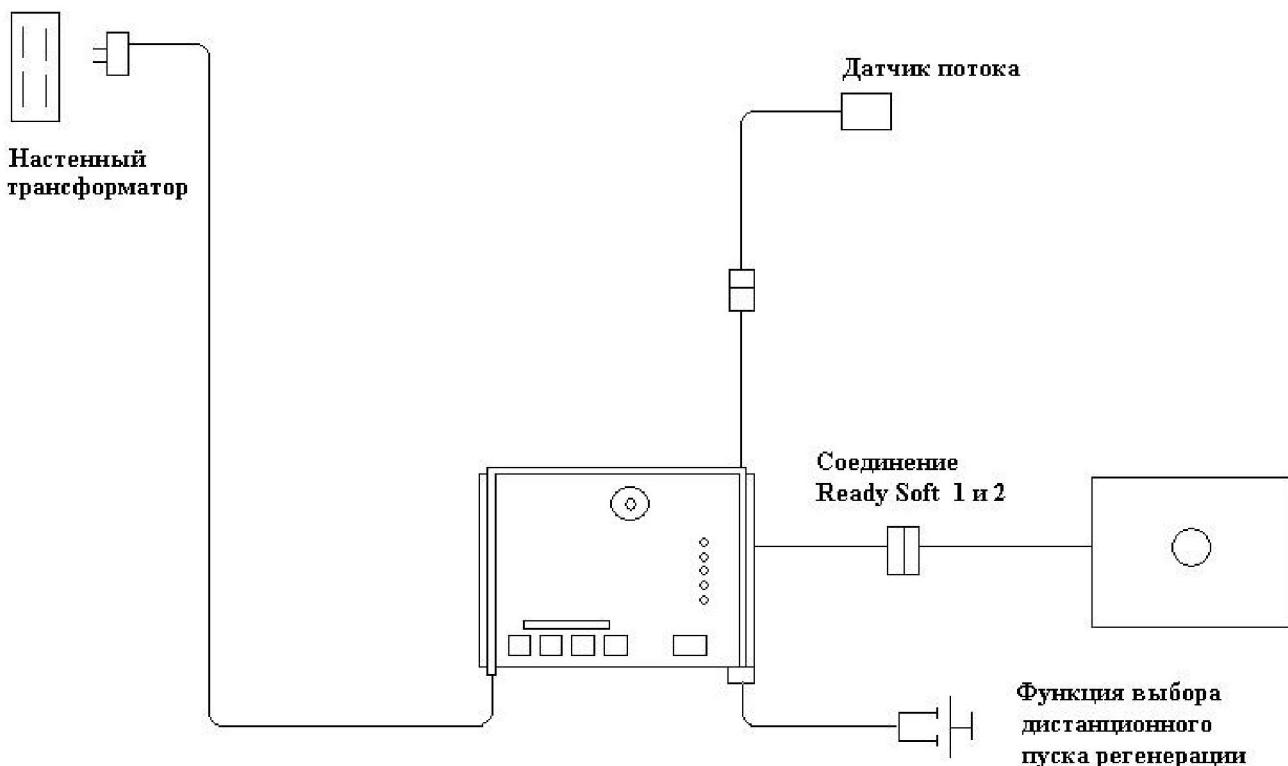 Датчик потока
Настенный
трансформатор
Соединение
Ready Soft 1 и 2
Функция выбора
дистанционного
пуска регенерации